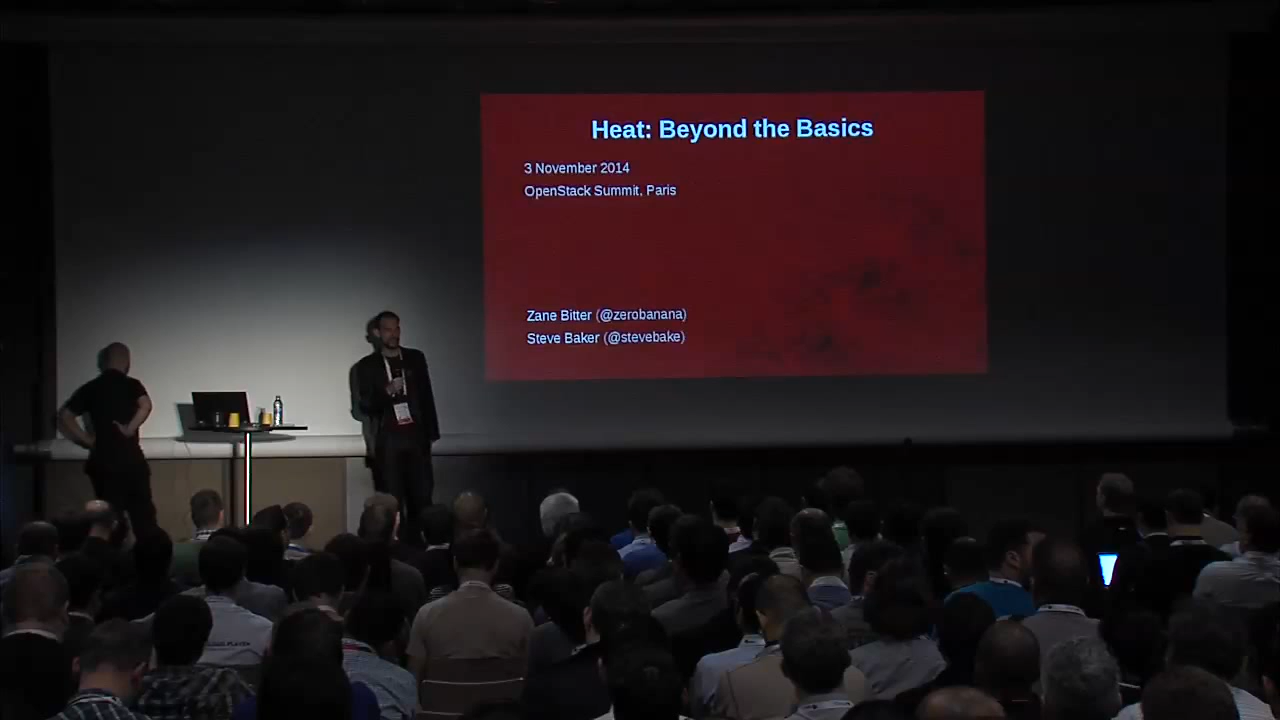 Heat: Beyond the Basics
3 November 2014
OpenStack Summit, Paris
Zane Bitter (@zerobanana)
Steve Baker (@stevebake)